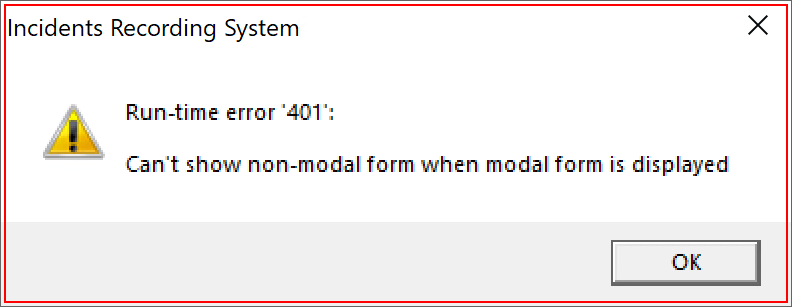 Incidents Recording System
Run-time error '401':
Can't show non-modal form when modal form is displayed
OK